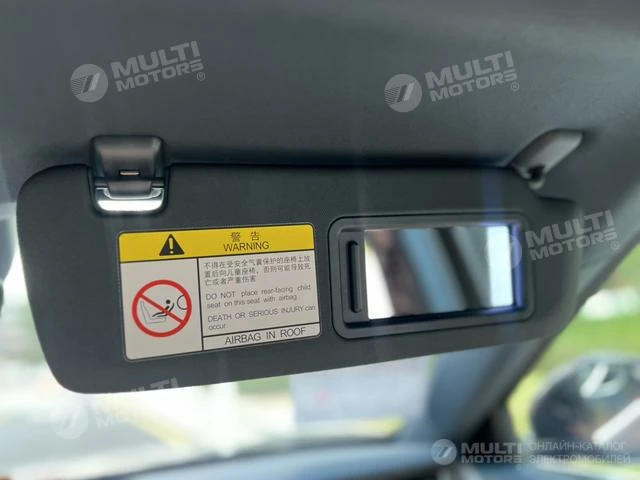 MULTI
MOTORS®
MULTI
MOTORS®
警 告
WARNING
不得在受安全气囊保护的座椅上放
置后向儿童座椅，否则可能导致死
亡或者严重伤害
DO NOT place rear-facing child
seat on this seat with airbag
DEATH OR SERIOUS INJURY can
occur
AIRBAG IN ROOF
MULTI
MOTORS®
MULTI
MOTORS®
MULTI
MOTORS®
ОНЛАЙН-КАТАЛОГ
ЭЛЕКТРОМОБИЛЕЙ